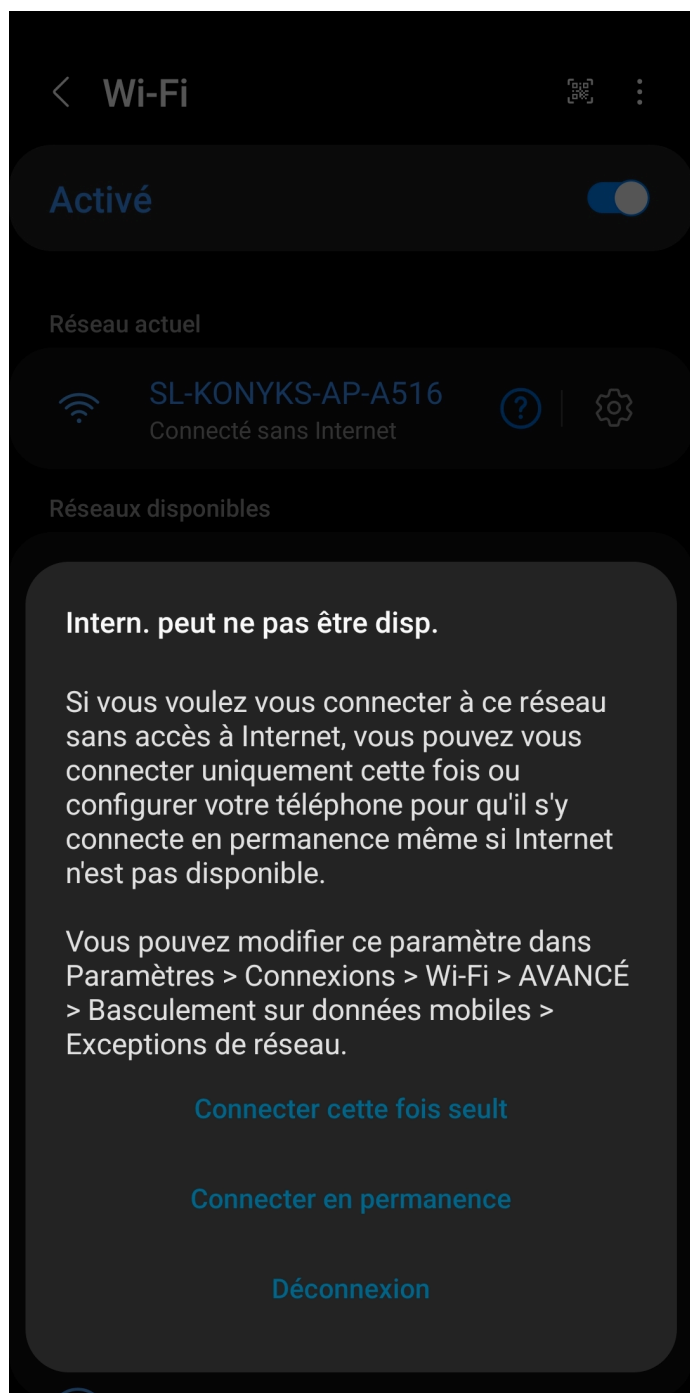 Wi-Fi
Activé
Réseau actuel
SL-KONYKS-AP-A516
Connecté sans Internet
Réseaux disponibles
Intern. peut ne pas être disp.
Si vous voulez vous connecter à ce réseau
sans accès à Internet, vous pouvez vous
connecter uniquement cette fois ou
configurer votre téléphone pour qu'il s'y
connecte en permanence même si Internet
n'est pas disponible.
Vous pouvez modifier ce paramètre dans
Paramètres > Connexions > Wi-Fi > AVANCÉ
> Basculement sur données mobiles >
Exceptions de réseau.
Connecter cette fois seult
Connecter en permanence
Déconnexion